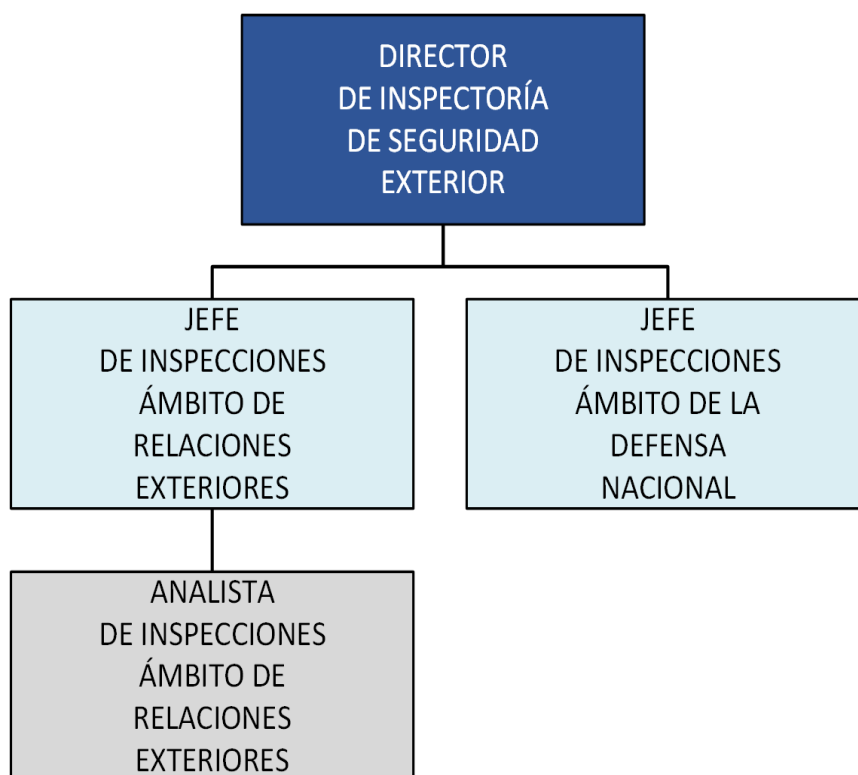 DIRECTOR
DE INSPECTORÍA
DE SEGURIDAD
EXTERIOR
JEFE
DE INSPECCIONES
ÁMBITO DE
RELACIONES
EXTERIORES
JEFE
DE INSPECCIONES
ÁMBITO DE LA
DEFENSA
NACIONAL
ANALISTA
DE INSPECCIONES
ÁMBITO DE
RELACIONES
EXTERIORES